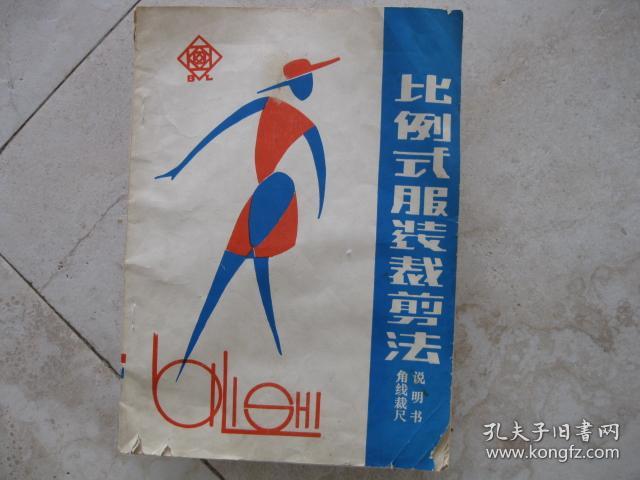 BVL
比例式服装裁剪法
角线裁尺
说明书
biLiSHI
孔夫子旧书网
www.kongfz.com